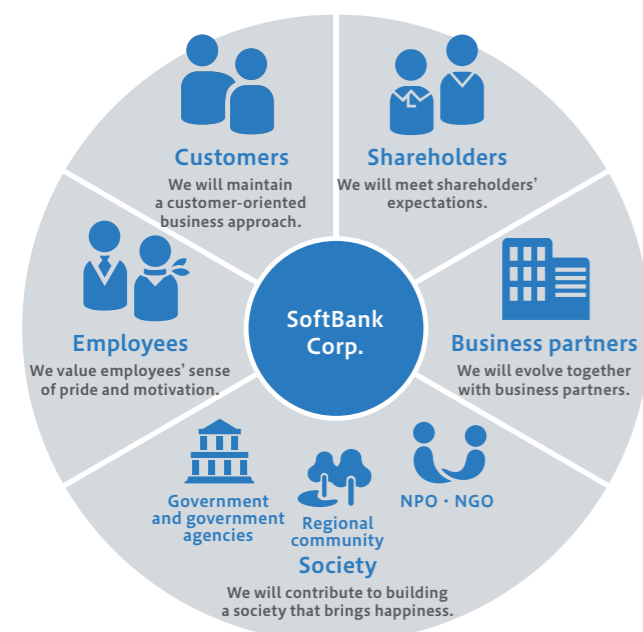 Customers
We will maintain
a customer-oriented
business approach.
Shareholders
We will meet shareholders'
expectations.
Employees
We value employees' sense
of pride and motivation.
SoftBank
Corp.
Business partners
We will evolve together
with business partners.
Government
and government
agencies
Regional
community
NPO・NGO
Society
We will contribute to building
a society that brings happiness.